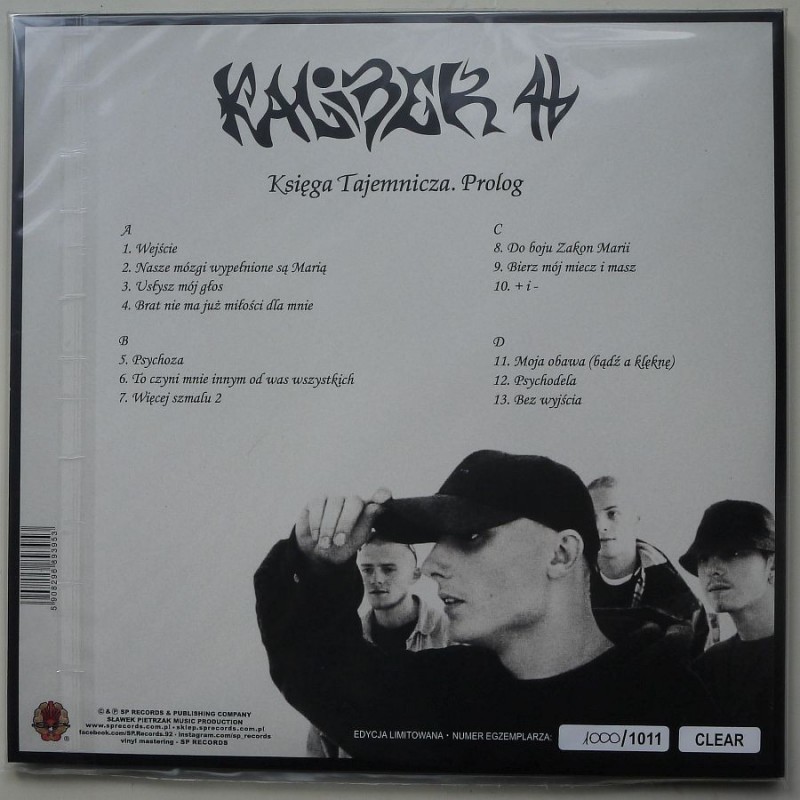 KALIBER 44
Księga Tajemnicza. Prolog
A
1. Wejście
2. Nasze mózgi wypełnione są Marią
3. Usłysz mój głos
4. Brat nie ma już miłości dla mnie
B
5. Psychoza
6. To czyni mnie innym od was wszystkich
7. Więcej szmalu 2
C
8. Do boju Zakon Marii
9. Bierz mój miecz i masz
10. + i -
D
11. Moja obawa (bądź a klęknę)
12. Psychodela
13. Bez wyjścia
5 908296 693953
© & ℗ SP RECORDS & PUBLISHING COMPANY
SŁAWEK PIETRZAK MUSIC PRODUCTION
www.sprecords.com.pl - sklep.sprecords.com.pl
facebook.com/SP.Records.92 - instagram.com/sp_records
vinyl mastering - SP RECORDS
EDYCJA LIMITOWANA • NUMER EGZEMPLARZA: 1000/1011 CLEAR